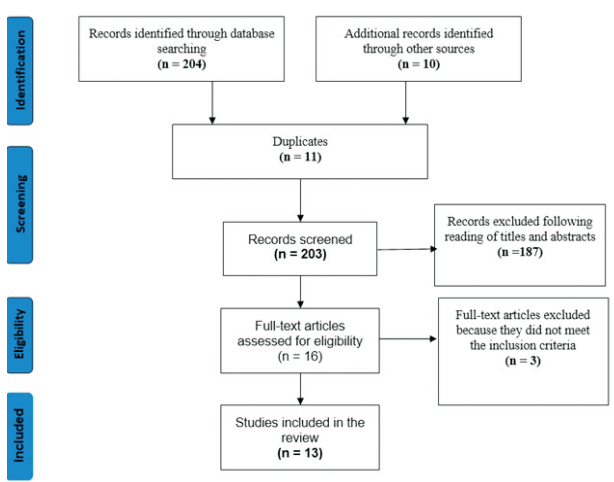 Identification
Records identified through database
searching
(n = 204)
Additional records identified
through other sources
(n = 10)
Duplicates
(n = 11)
Screening
Records screened
(n = 203)
Records excluded following
reading of titles and abstracts
(n =187)
Eligibility
Full-text articles
assessed for eligibility
(n = 16)
Full-text articles excluded
because they did not meet
the inclusion criteria
(n = 3)
Included
Studies included in the
review
(n = 13)